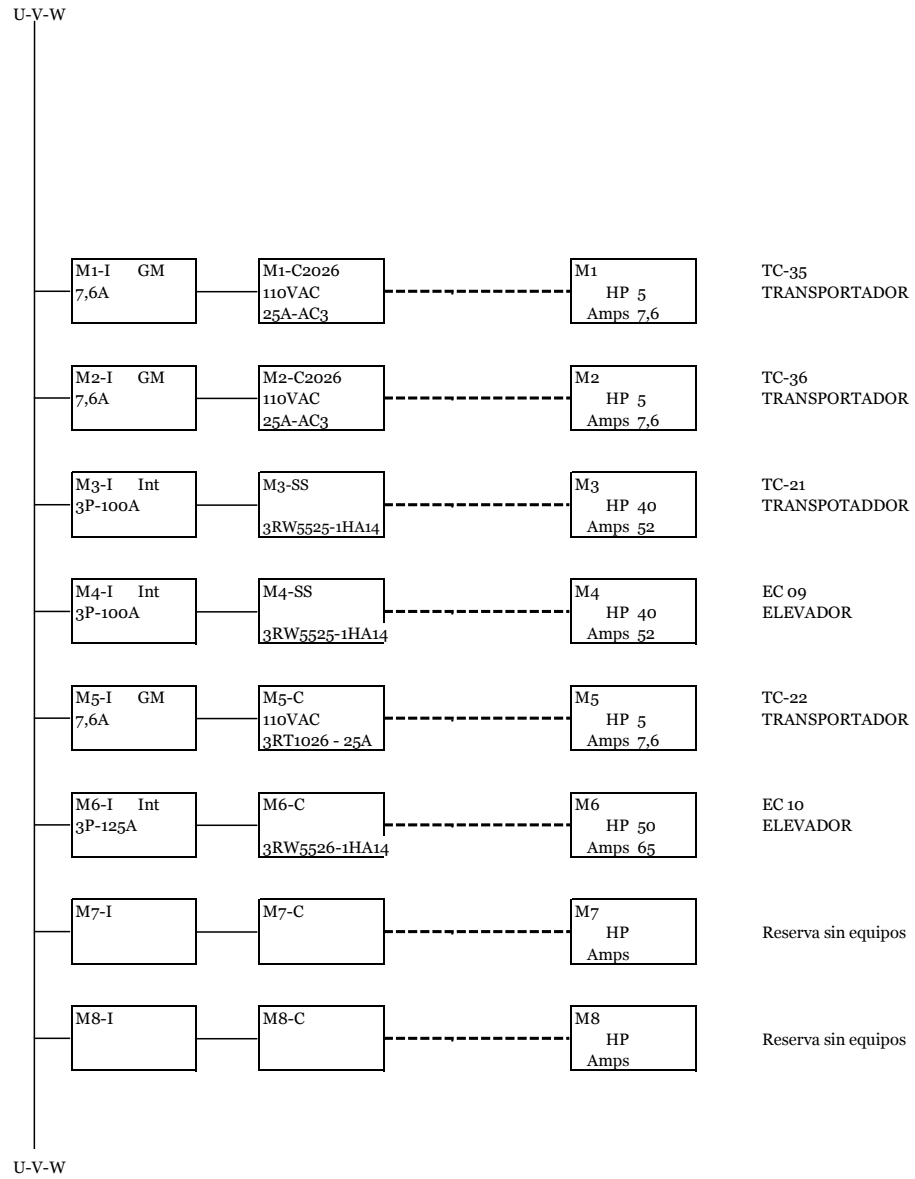 U-V-W
M1-I GM M1-C2026 M1 TC-35
7,6A 110VAC HP 5 TRANSPORTADOR
25A-AC3 Amps 7,6
M2-I GM M2-C2026 M2 TC-36
7,6A 110VAC HP 5 TRANSPORTADOR
25A-AC3 Amps 7,6
M3-I Int M3-SS M3 TC-21
3P-100A HP 40 TRANSPOTADDOR
3RW5525-1HA14 Amps 52
M4-I Int M4-SS M4 EC 09
3P-100A HP 40 ELEVADOR
3RW5525-1HA14 Amps 52
M5-I GM M5-C M5 TC-22
7,6A 110VAC HP 5 TRANSPORTADOR
3RT1026 - 25A Amps 7,6
M6-I Int M6-C M6 EC 10
3P-125A HP 50 ELEVADOR
3RW5526-1HA14 Amps 65
M7-I M7-C M7
HP Reserva sin equipos
Amps
M8-I M8-C M8
HP Reserva sin equipos
Amps
U-V-W